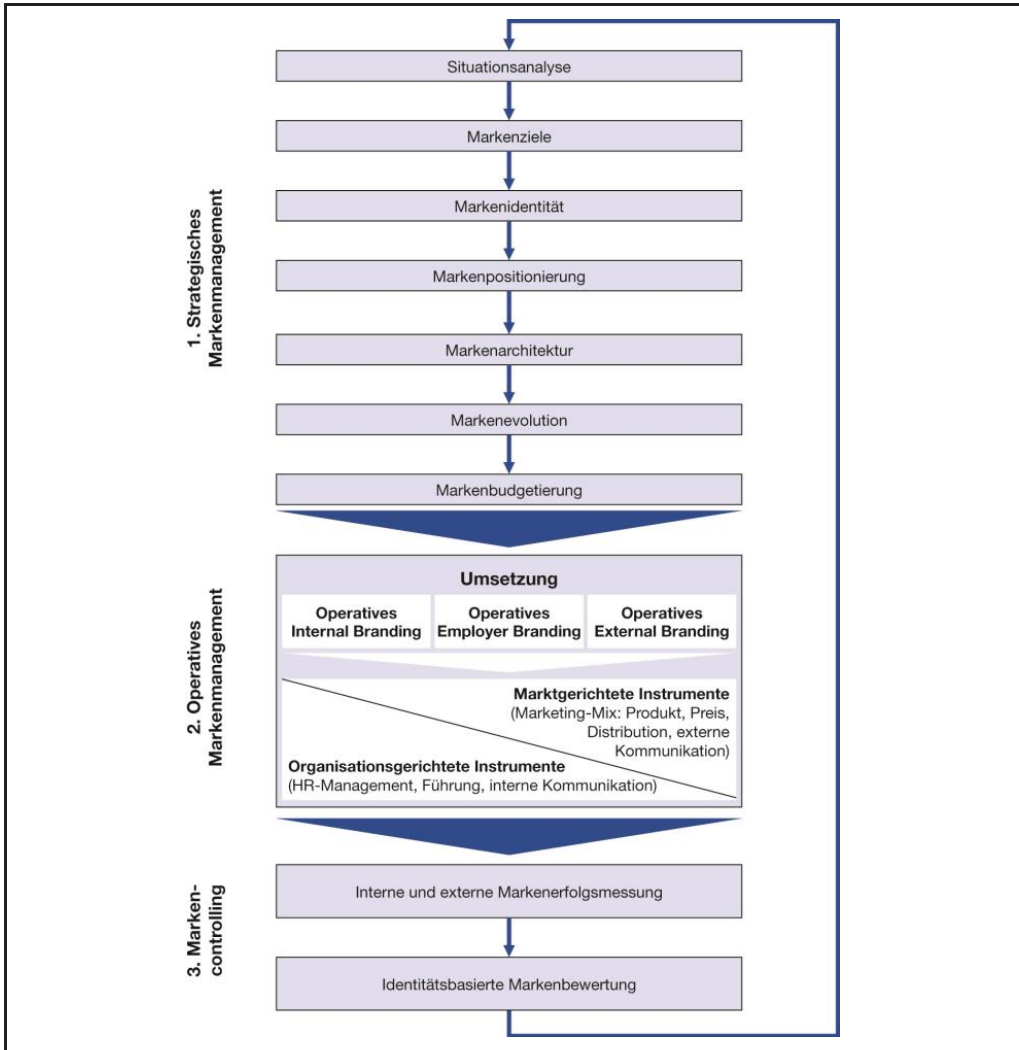 Situationsanalyse
Markenziele
Markenidentität
Markenpositionierung
Markenarchitektur
Markenevolution
Markenbudgetierung
1. Strategisches
Markenmanagement
Umsetzung
Operatives
Internal Branding
Operatives
Employer Branding
Operatives
External Branding
Marktgerichtete Instrumente
(Marketing-Mix: Produkt, Preis,
Distribution, externe
Kommunikation)
Organisationsgerichtete Instrumente
(HR-Management, Führung, interne Kommunikation)
2. Operatives
Markenmanagement
Interne und externe Markenerfolgsmessung
Identitätsbasierte Markenbewertung
3. Marken-
controlling